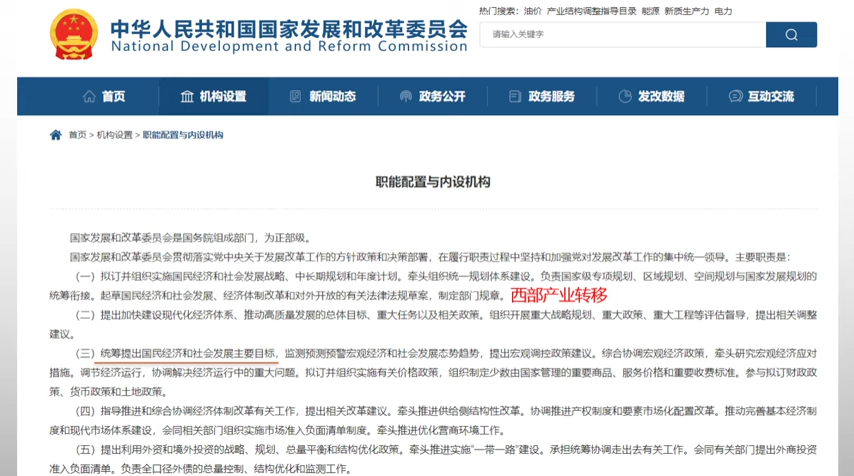 热门搜索：油价 产业结构调整指导目录 能源 新质生产力 电力
中华人民共和国国家发展和改革委员会
National Development and Reform Commission
请输入关键字
首页 机构设置 新闻动态 政务公开 政务服务 发改数据 互动交流
首页 > 机构设置 > 职能配置与内设机构
职能配置与内设机构
国家发展和改革委员会是国务院组成部门，为正部级。
国家发展和改革委员会贯彻落实党中央关于发展改革工作的方针政策和决策部署，在履行职责过程中坚持和加强党对发展改革工作的集中统一领导。主要职责是：
（一）拟订并组织实施国民经济和社会发展战略、中长期规划和年度计划。牵头组织统一规划体系建设。负责国家级专项规划、区域规划、空间规划与国家发展规划的
统筹衔接。起草国民经济和社会发展、经济体制改革和对外开放的有关法律法规草案，制定部门规章。 西部产业转移
（二）提出加快建设现代化经济体系、推动高质量发展的总体目标、重大任务以及相关政策。组织开展重大战略规划、重大政策、重大工程等评估督导，提出相关调整
建议。
（三）统筹提出国民经济和社会发展主要目标，监测预测预警宏观经济和社会发展态势趋势，提出宏观调控政策建议。综合协调宏观经济政策，牵头研究宏观经济应对
措施。调节经济运行，协调解决经济运行中的重大问题。拟订并组织实施有关价格政策，组织制定少数由国家管理的重要商品、服务价格和重要收费标准。参与拟订财政政
策、货币政策和土地政策。
（四）指导推进和综合协调经济体制改革有关工作，提出相关改革建议。牵头推进供给侧结构性改革。协调推进产权制度和要素市场化配置改革。推动完善基本经济制
度和现代市场体系建设，会同相关部门组织实施市场准入负面清单制度。牵头推进优化营商环境工作。
（五）提出利用外资和境外投资的战略、规划、总量平衡和结构优化政策。牵头推进实施“一带一路”建设。承担统筹协调走出去有关工作。会同有关部门提出外商投资
准入负面清单。负责全口径外债的总量控制、结构优化和监测工作。